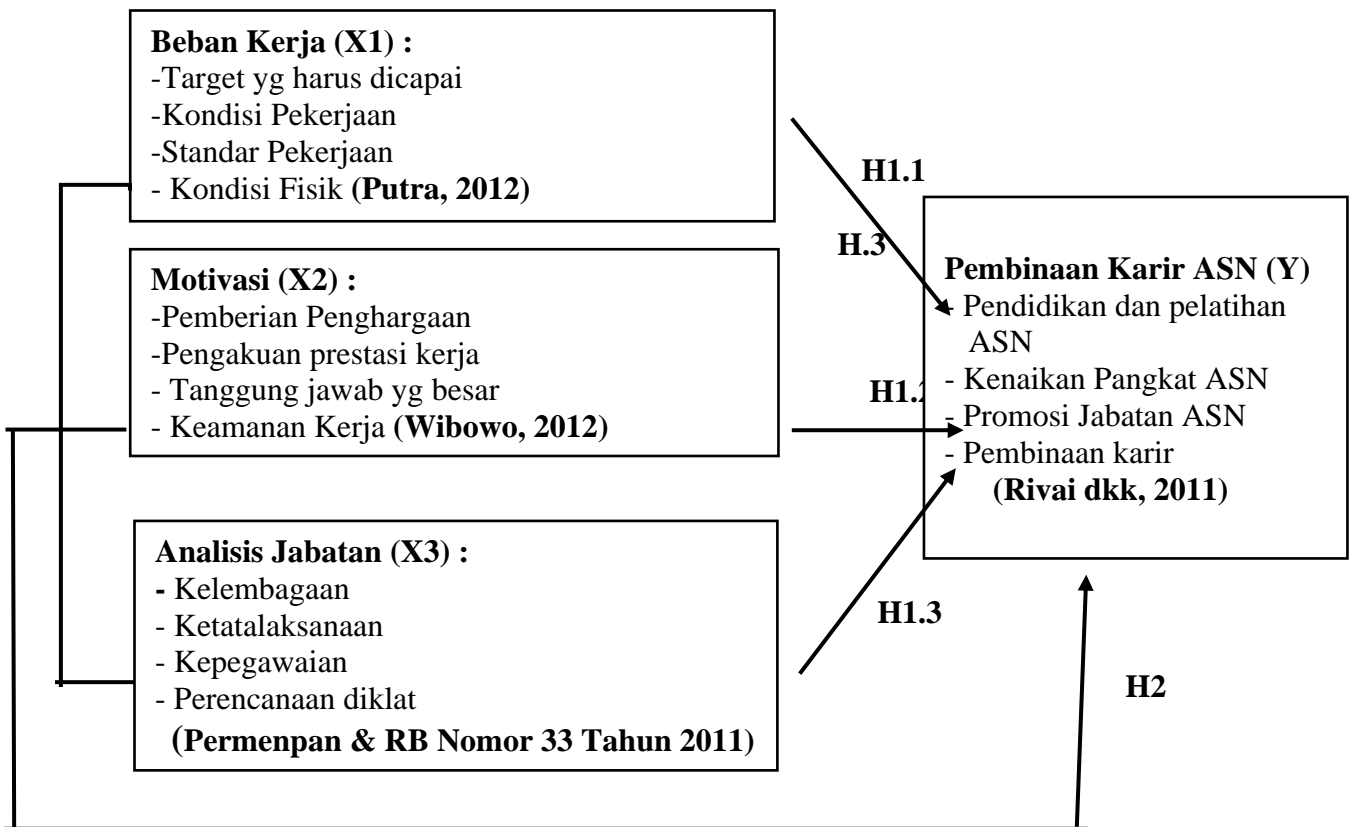 Beban Kerja (X1) :
-Target yg harus dicapai
-Kondisi Pekerjaan
-Standar Pekerjaan
- Kondisi Fisik (Putra, 2012)
H1.1
H.3
Motivasi (X2) :
-Pemberian Penghargaan
-Pengakuan prestasi kerja
- Tanggung jawab yg besar
- Keamanan Kerja (Wibowo, 2012)
Pembinaan Karir ASN (Y)
- Pendidikan dan pelatihan
ASN
- Kenaikan Pangkat ASN
- Promosi Jabatan ASN
- Pembinaan karir
(Rivai dkk, 2011)
Analisis Jabatan (X3) :
- Kelembagaan
- Ketatalaksanaan
- Kepegawaian
- Perencanaan diklat
(Permenpan & RB Nomor 33 Tahun 2011)
H1.3
H2